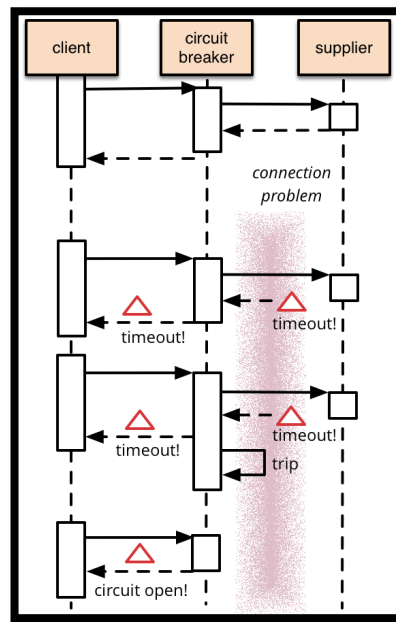 client
circuit
breaker
supplier
connection
problem
timeout!
timeout!
timeout!
timeout!
trip
circuit open!